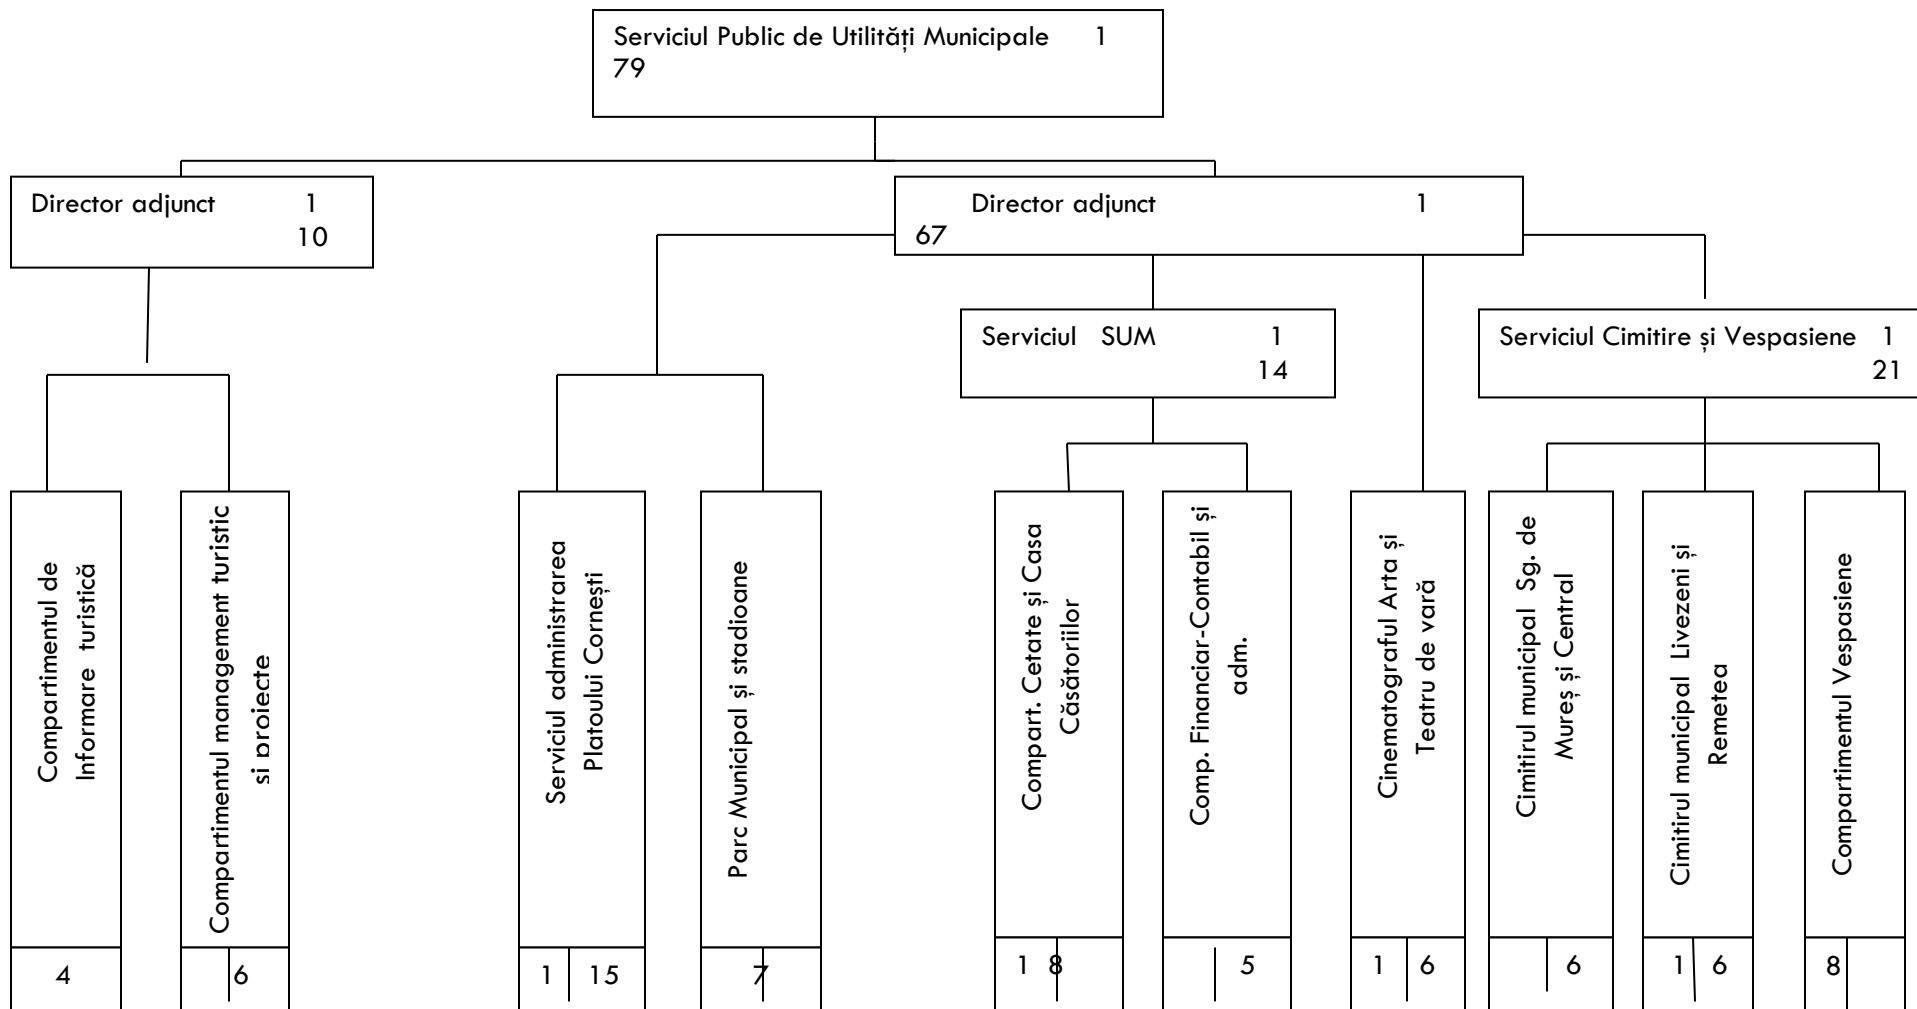 Serviciul Public de Utilități Municipale 1
79
Director adjunct 1
10
Director adjunct 1
67
Serviciul SUM 1
14
Serviciul Cimitire și Vespasiene 1
21
Compartimentul de
Informare turistică
Compartimentul management turistic
si proiecte
Serviciul administrarea
Platoului Cornești
Parc Municipal și stadioane
Compart. Cetate și Casa
Căsătoriilor
Comp. Financiar-Contabil și
adm.
Cinematograful Arta și
Teatru de vară
Cimitirul municipal Sg. de
Mureș și Central
Cimitirul municipal Livezeni și
Remetea
Compartimentul Vespasiene
4
6
1 15
7
1 8
5
1 6
6
1 6
8